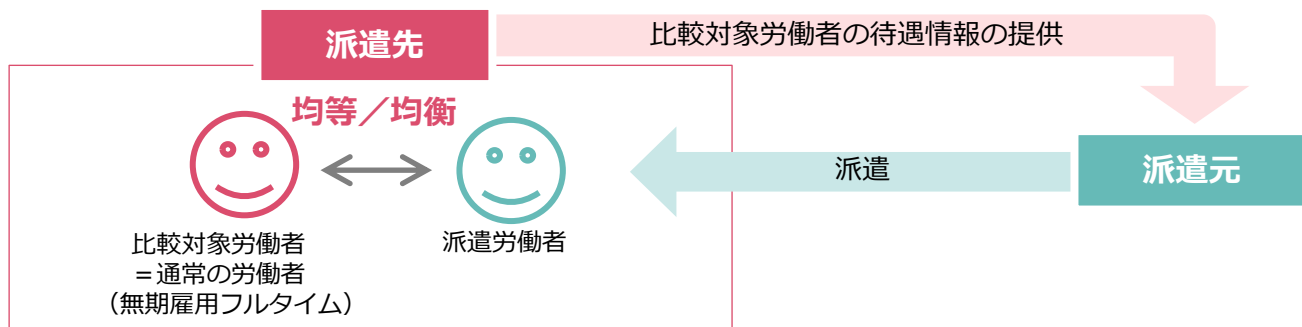 派遣先
比較対象労働者の待遇情報の提供
均等／均衡
派遣
派遣元
比較対象労働者
＝通常の労働者
（無期雇用フルタイム）
派遣労働者